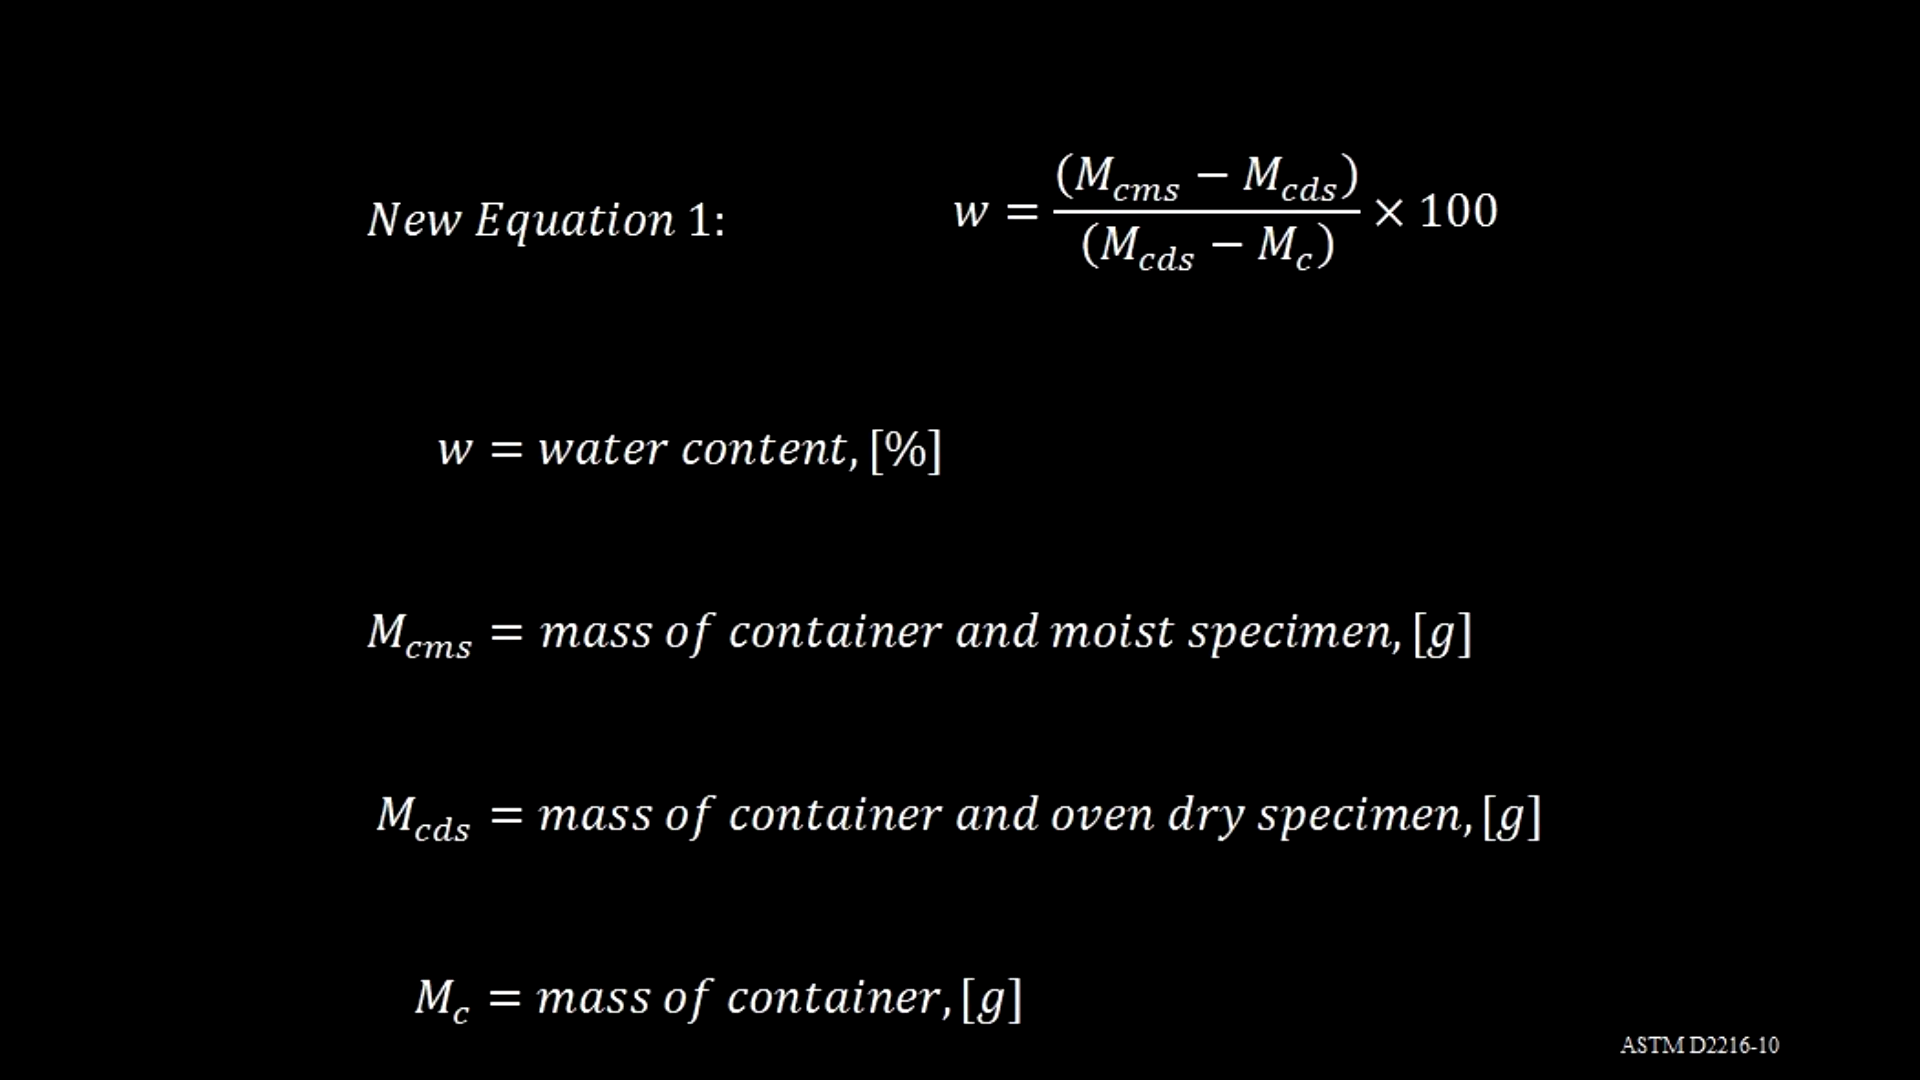 New Equation 1: w = (M_cms − M_cds) / (M_cds − M_c) × 100
w = water content, [%]
M_cms = mass of container and moist specimen, [g]
M_cds = mass of container and oven dry specimen, [g]
M_c = mass of container, [g]
ASTM D2216-10